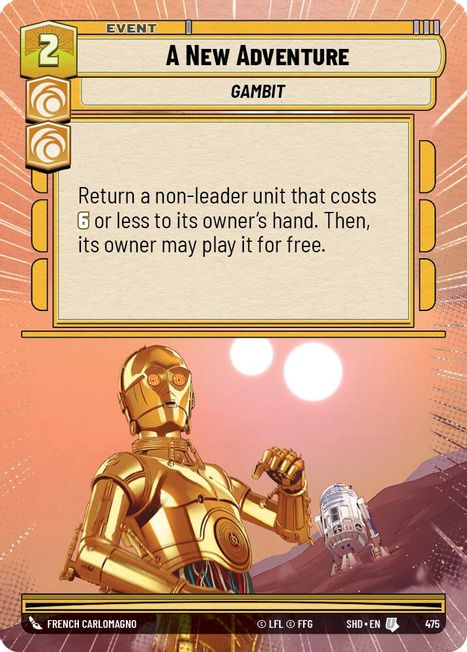 EVENT
2
A NEW ADVENTURE
GAMBIT
Return a non-leader unit that costs
6 or less to its owner’s hand. Then,
its owner may play it for free.
FRENCH CARLOMAGNO
© LFL © FFG
SHD • EN
475